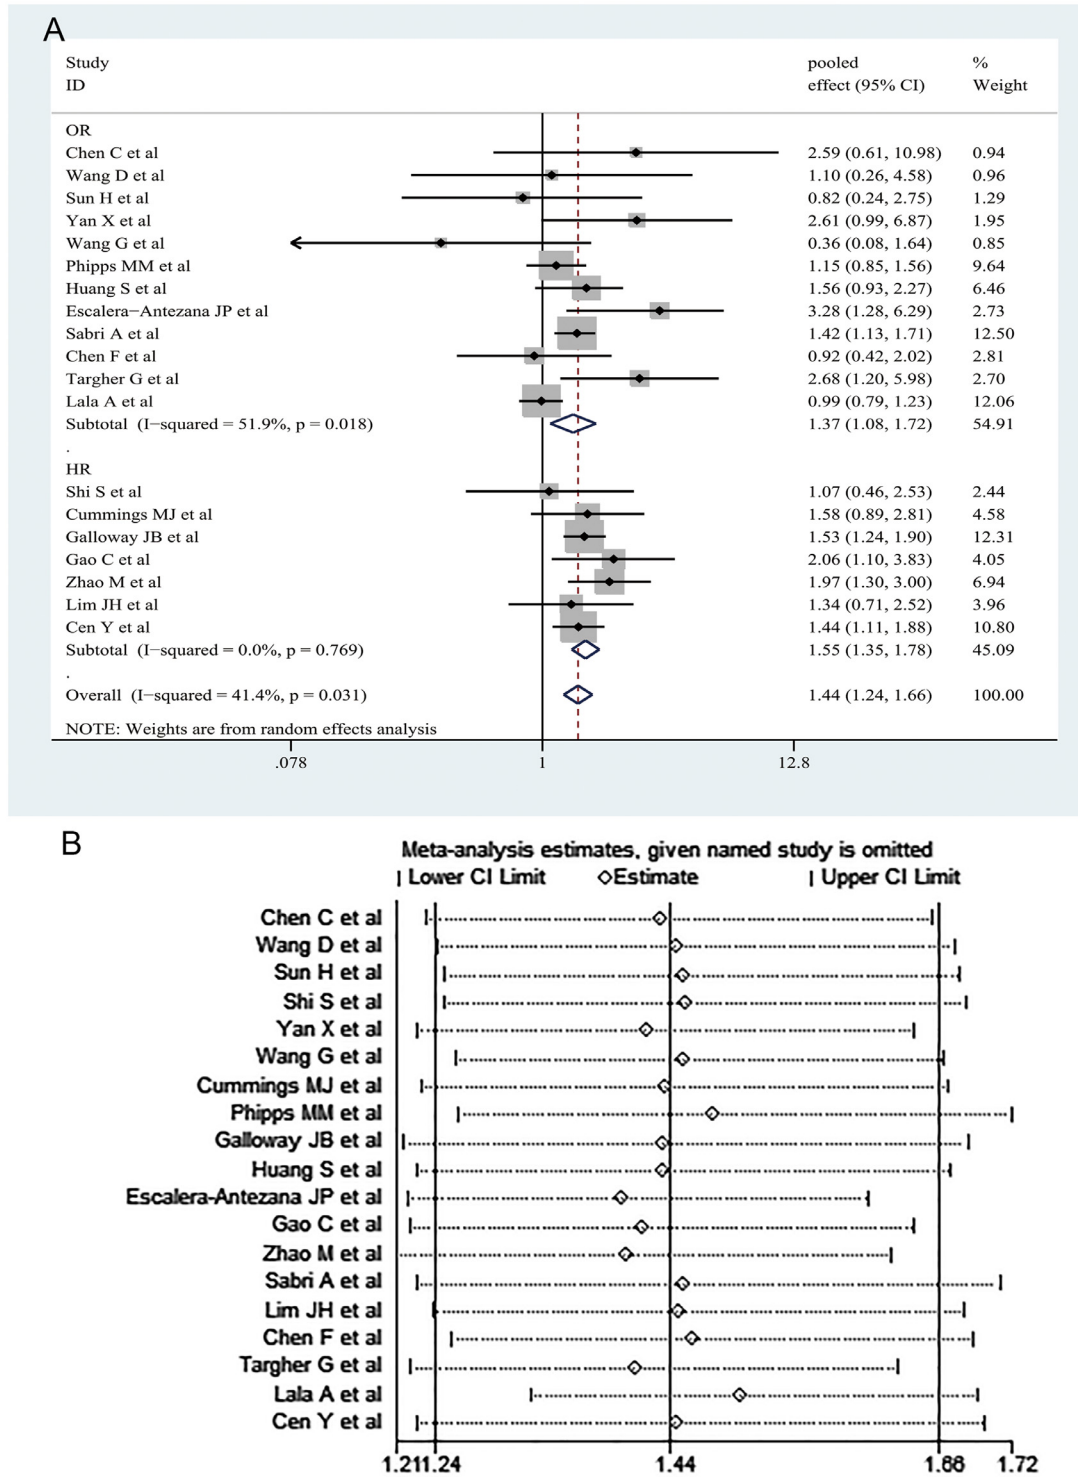 A
Study pooled %
ID effect (95% CI) Weight
OR
Chen C et al 2.59 (0.61, 10.98) 0.94
Wang D et al 1.10 (0.26, 4.58) 0.96
Sun H et al 0.82 (0.24, 2.75) 1.29
Yan X et al 2.61 (0.99, 6.87) 1.95
Wang G et al 0.36 (0.08, 1.64) 0.85
Phipps MM et al 1.15 (0.85, 1.56) 9.64
Huang S et al 1.56 (0.93, 2.27) 6.46
Escalera−Antezana JP et al 3.28 (1.28, 6.29) 2.73
Sabri A et al 1.42 (1.13, 1.71) 12.50
Chen F et al 0.92 (0.42, 2.02) 2.81
Targher G et al 2.68 (1.20, 5.98) 2.70
Lala A et al 0.99 (0.79, 1.23) 12.06
Subtotal (I−squared = 51.9%, p = 0.018) 1.37 (1.08, 1.72) 54.91
.
HR
Shi S et al 1.07 (0.46, 2.53) 2.44
Cummings MJ et al 1.58 (0.89, 2.81) 4.58
Galloway JB et al 1.53 (1.24, 1.90) 12.31
Gao C et al 2.06 (1.10, 3.83) 4.05
Zhao M et al 1.97 (1.30, 3.00) 6.94
Lim JH et al 1.34 (0.71, 2.52) 3.96
Cen Y et al 1.44 (1.11, 1.88) 10.80
Subtotal (I−squared = 0.0%, p = 0.769) 1.55 (1.35, 1.78) 45.09
.
Overall (I−squared = 41.4%, p = 0.031) 1.44 (1.24, 1.66) 100.00
NOTE: Weights are from random effects analysis
.078 1 12.8
B
Meta-analysis estimates, given named study is omitted
Lower CI Limit Estimate Upper CI Limit
Chen C et al
Wang D et al
Sun H et al
Shi S et al
Yan X et al
Wang G et al
Cummings MJ et al
Phipps MM et al
Galloway JB et al
Huang S et al
Escalera-Antezana JP et al
Gao C et al
Zhao M et al
Sabri A et al
Lim JH et al
Chen F et al
Targher G et al
Lala A et al
Cen Y et al
1.21 1.24 1.44 1.66 1.72